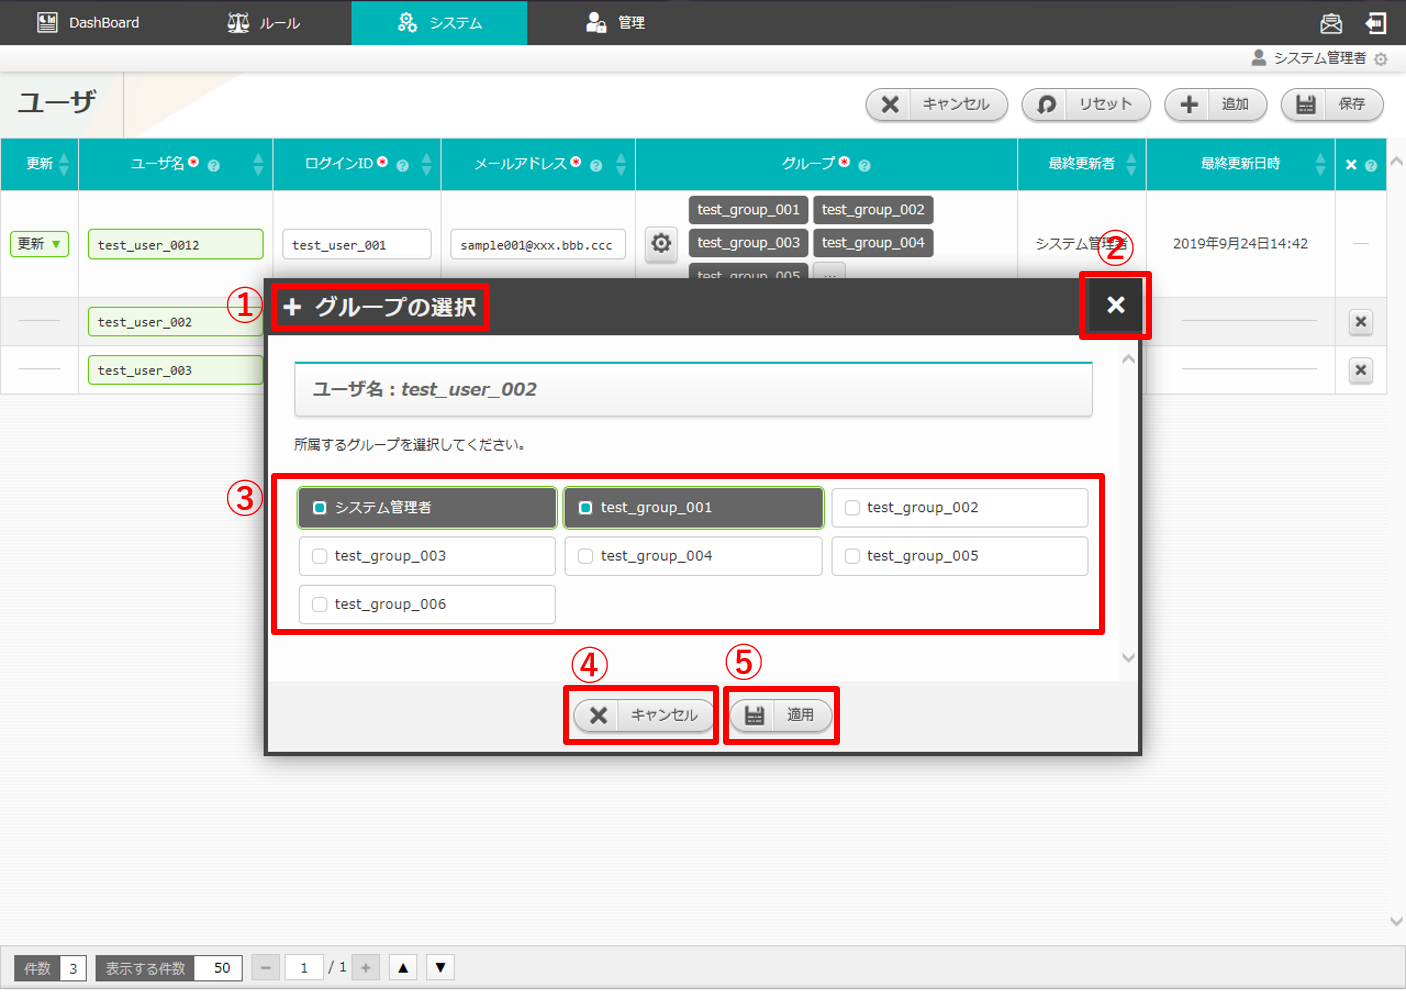 DashBoard ルール システム 管理
システム管理者
ユーザ
キャンセル リセット 追加 保存
更新 ユーザ名* ? ログインID* ? メールアドレス* ? グループ* ? 最終更新者 最終更新日時 × ?
test_group_001 test_group_002
更新▼ test_user_0012 test_user_001 sample001@xxx.bbb.ccc test_group_003 test_group_004 システム管理者 2019年9月24日14:42
test_group_005 ...
②
① + グループの選択 ×
test_user_002 ×
test_user_003 ×
ユーザ名 : test_user_002
所属するグループを選択してください。
③
システム管理者 test_group_001 test_group_002
test_group_003 test_group_004 test_group_005
test_group_006
④ ⑤
キャンセル 適用
件数 3 表示する件数 50 − 1 / 1 + ▲ ▼